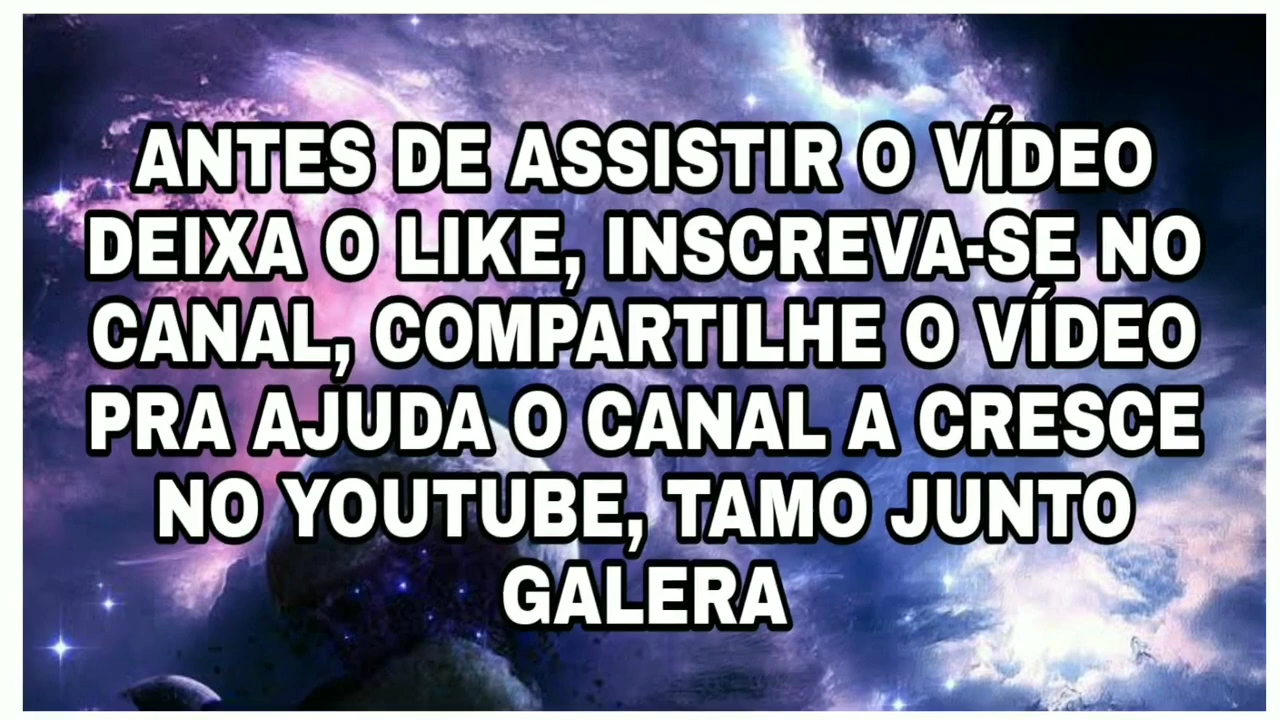 ANTES DE ASSISTIR O VÍDEO
DEIXA O LIKE, INSCREVA-SE NO
CANAL, COMPARTILHE O VÍDEO
PRA AJUDA O CANAL A CRESCE
NO YOUTUBE, TAMO JUNTO
GALERA